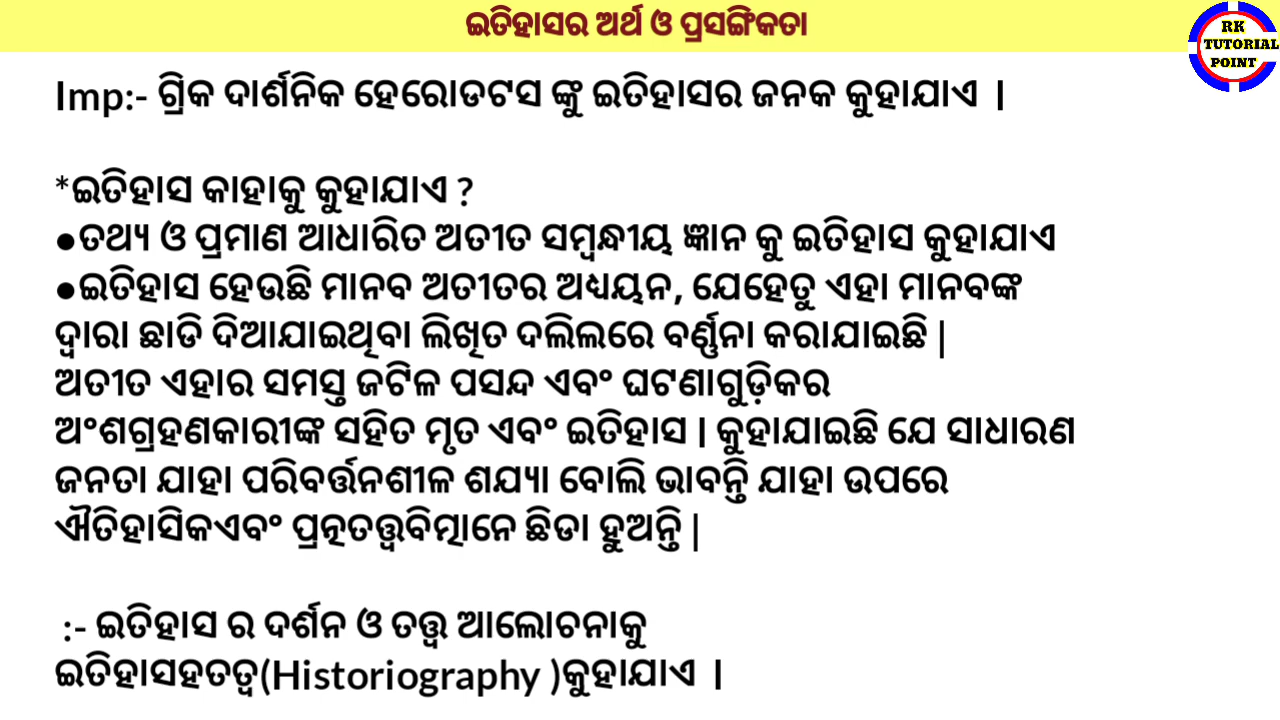 ଇତିହାସର ଅର୍ଥ ଓ ପ୍ରସଙ୍ଗିକତା
RK
TUTORIAL
POINT
Imp:- ଗ୍ରିକ ଦାର୍ଶନିକ ହେରୋଡଟସ ଙ୍କୁ ଇତିହାସର ଜନକ କୁହାଯାଏ ।
*ଇତିହାସ କାହାକୁ କୁହାଯାଏ ?
●ତଥ୍ୟ ଓ ପ୍ରମାଣ ଆଧାରିତ ଅତୀତ ସମ୍ବନ୍ଧୀୟ ଜ୍ଞାନ କୁ ଇତିହାସ କୁହାଯାଏ
●ଇତିହାସ ହେଉଛି ମାନବ ଅତୀତର ଅଧ୍ୟୟନ, ଯେହେତୁ ଏହା ମାନବଙ୍କ
ଦ୍ୱାରା ଛାଡି ଦିଆଯାଇଥିବା ଲିଖିତ ଦଲିଲରେ ବର୍ଣ୍ଣନା କରାଯାଇଛି |
ଅତୀତ ଏହାର ସମସ୍ତ ଜଟିଳ ପସନ୍ଦ ଏବଂ ଘଟଣାଗୁଡ଼ିକର
ଅଂଶଗ୍ରହଣକାରୀଙ୍କ ସହିତ ମୃତ ଏବଂ ଇତିହାସ । କୁହାଯାଇଛି ଯେ ସାଧାରଣ
ଜନତା ଯାହା ପରିବର୍ତ୍ତନଶୀଳ ଶଯ୍ୟା ବୋଲି ଭାବନ୍ତି ଯାହା ଉପରେ
ଐତିହାସିକଏବଂ ପ୍ରତ୍ନତତ୍ତ୍ୱବିତ୍ମାନେ ଛିଡା ହୁଅନ୍ତି |
:- ଇତିହାସ ର ଦର୍ଶନ ଓ ତତ୍ତ୍ୱ ଆଲୋଚନାକୁ
ଇତିହାସହତତ୍ୱ(Historiography )କୁହାଯାଏ ।